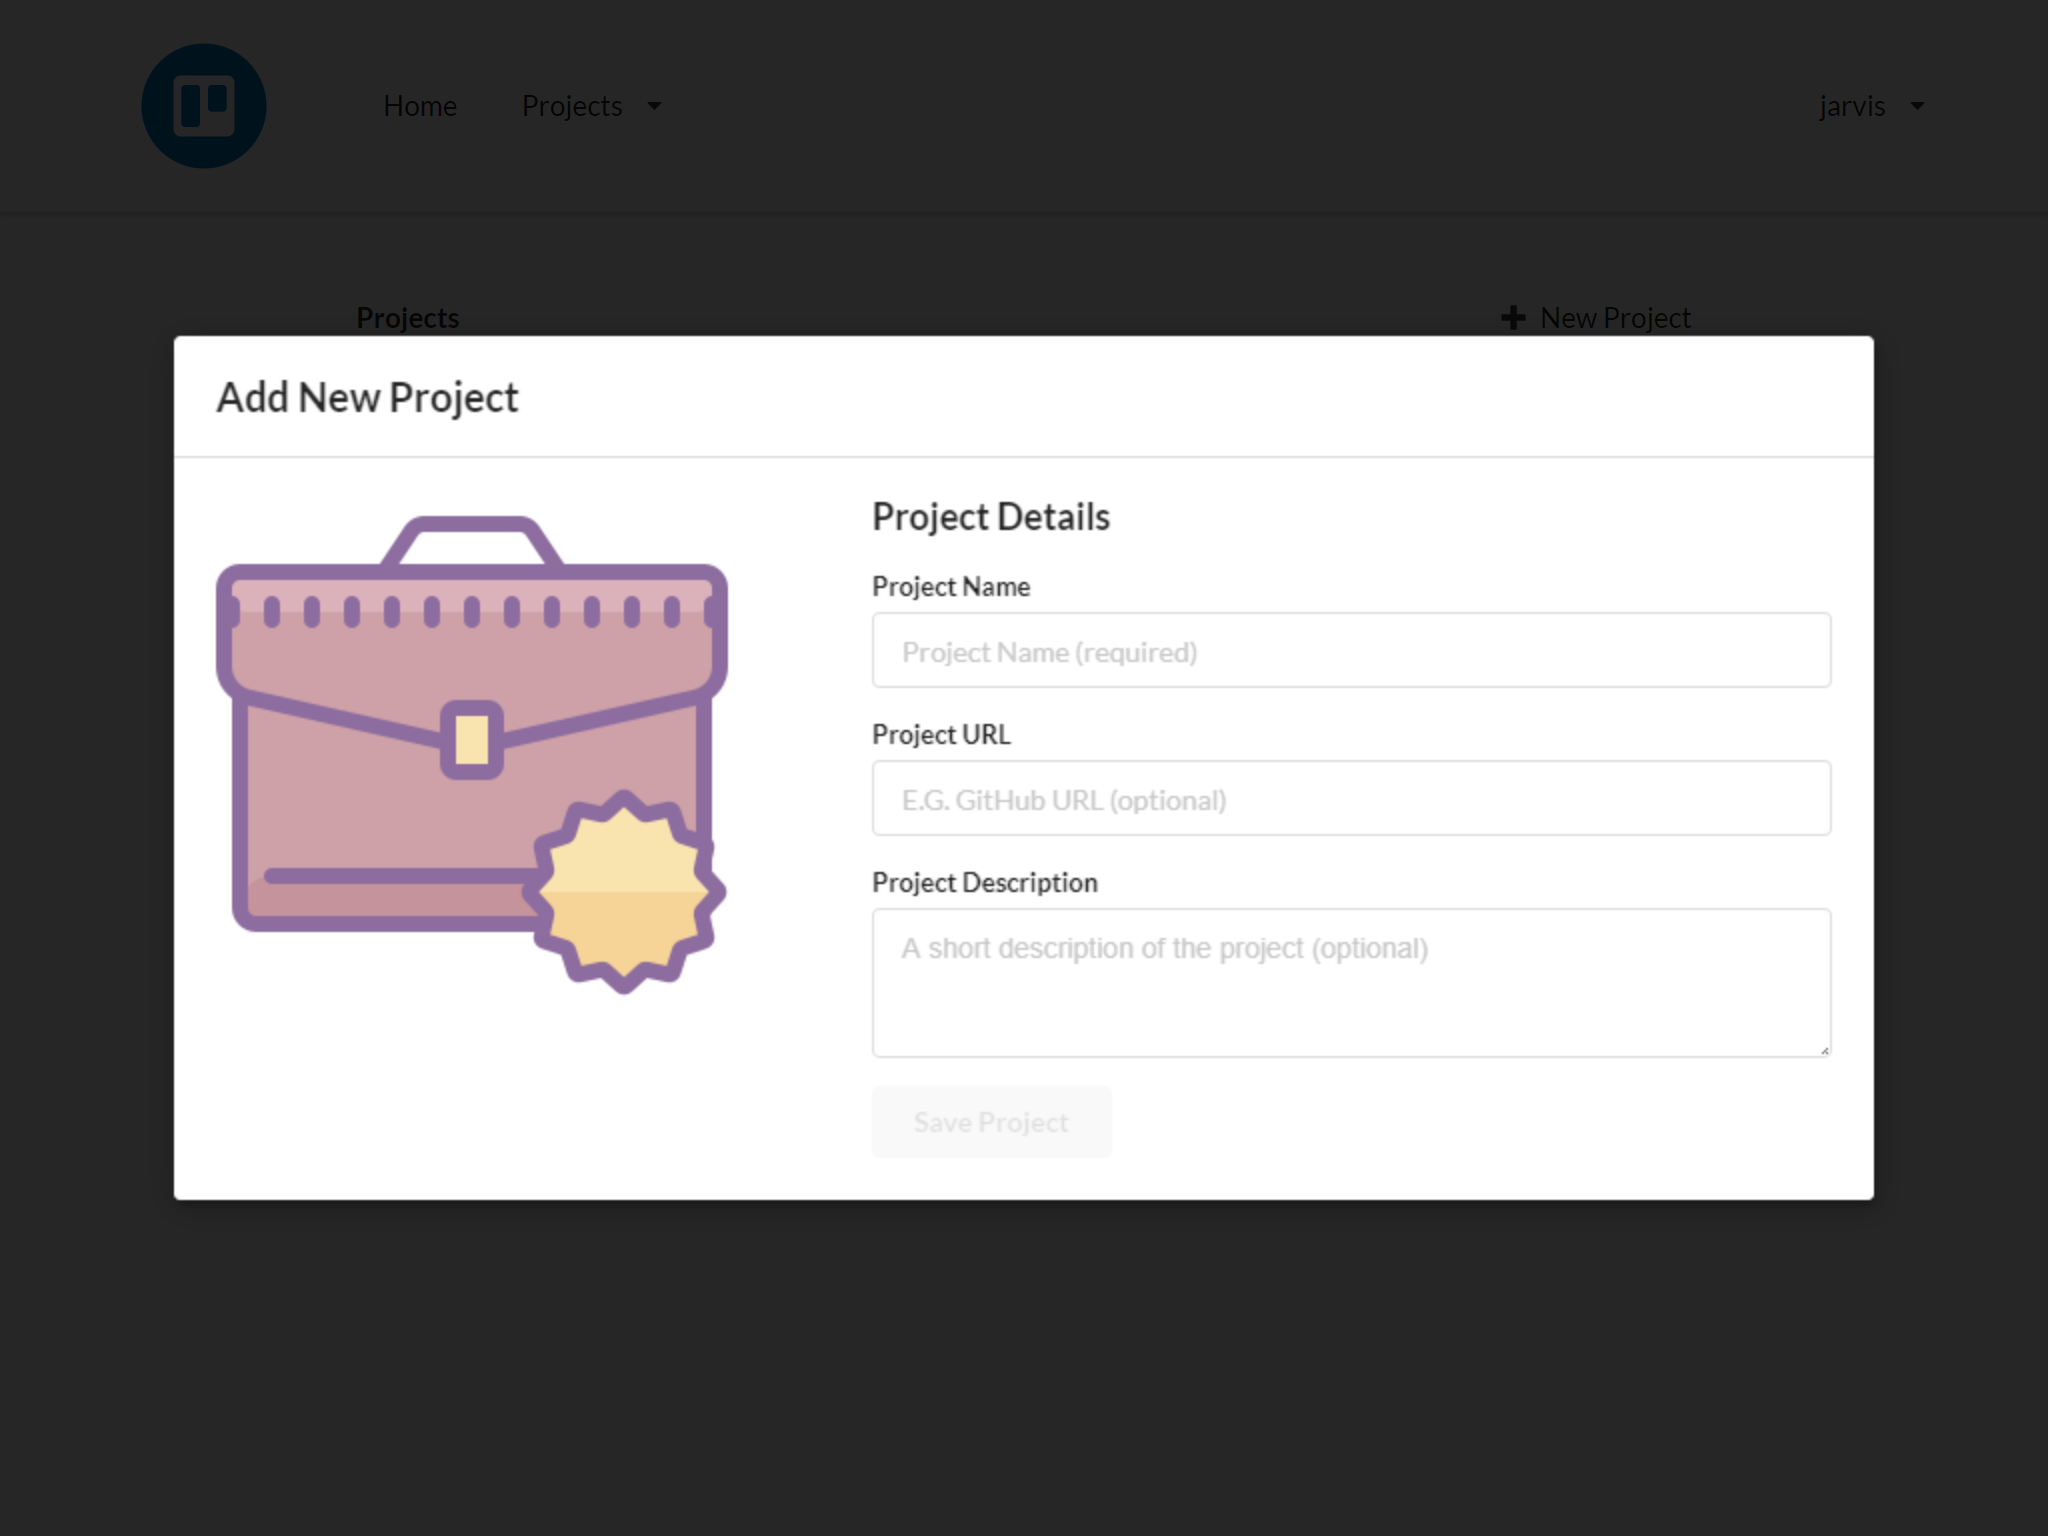 Home Projects jarvis
Projects New Project
Add New Project
Project Details
Project Name
Project Name (required)
Project URL
E.G. GitHub URL (optional)
Project Description
A short description of the project (optional)
Save Project